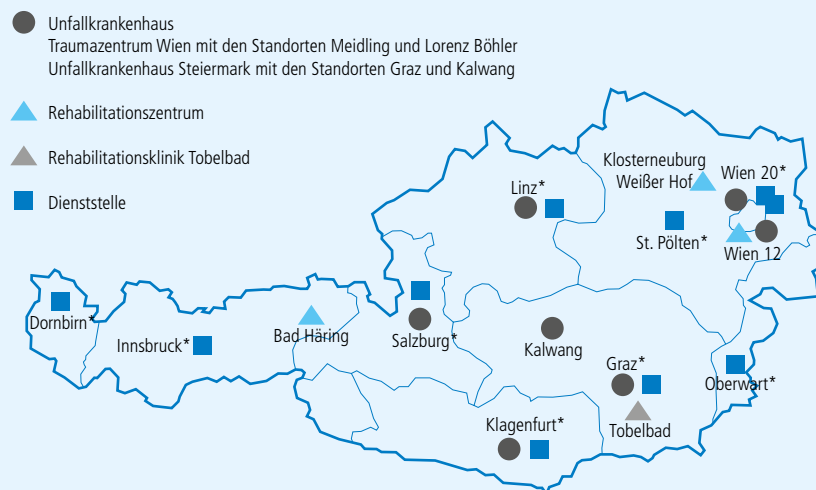 Unfallkrankenhaus
Traumazentrum Wien mit den Standorten Meidling und Lorenz Böhler
Unfallkrankenhaus Steiermark mit den Standorten Graz und Kalwang
Rehabilitationszentrum
Rehabilitationsklinik Tobelbad
Dienststelle
Klosterneuburg
Weißer Hof
Wien 20*
Linz*
St. Pölten*
Wien 12
Dornbirn*
Innsbruck*
Bad Häring
Salzburg*
Kalwang
Graz*
Oberwart*
Tobelbad
Klagenfurt*